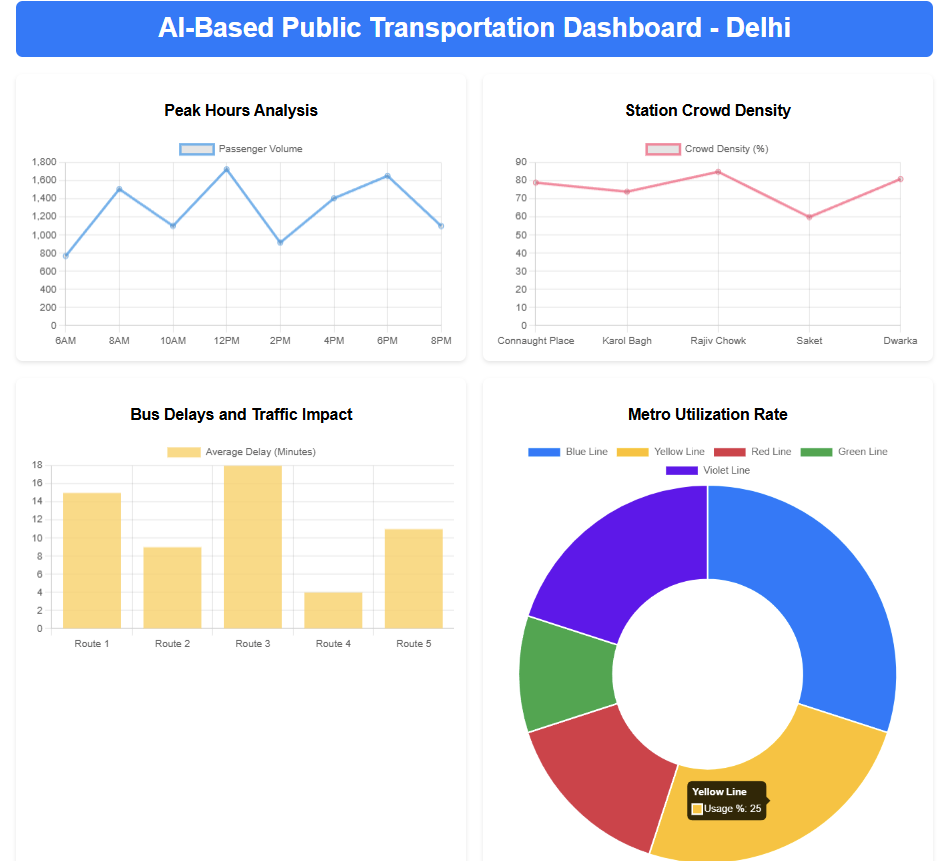 AI-Based Public Transportation Dashboard - Delhi
Peak Hours Analysis
Passenger Volume
1,800
1,600
1,400
1,200
1,000
800
600
400
200
0
6AM 8AM 10AM 12PM 2PM 4PM 6PM 8PM
Station Crowd Density
Crowd Density (%)
90
80
70
60
50
40
30
20
10
0
Connaught Place Karol Bagh Rajiv Chowk Saket Dwarka
Bus Delays and Traffic Impact
Average Delay (Minutes)
18
16
14
12
10
8
6
4
2
0
Route 1 Route 2 Route 3 Route 4 Route 5
Metro Utilization Rate
Blue Line Yellow Line Red Line Green Line
Violet Line
Yellow Line
Usage %: 25